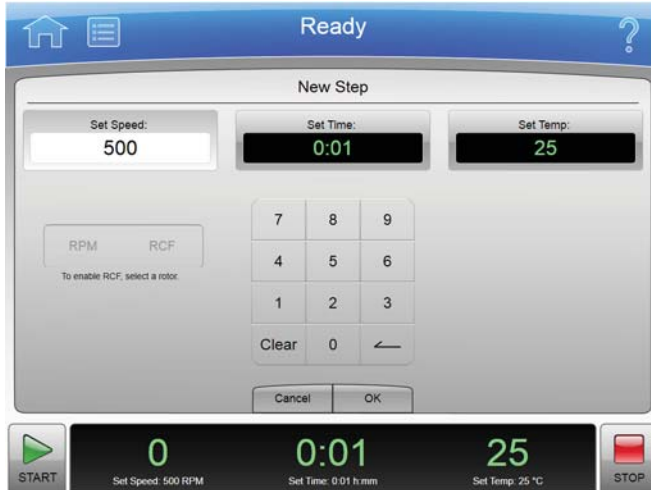 Ready
?
New Step
Set Speed: Set Time: Set Temp:
500 0:01 25
7 8 9
RPM RCF
4 5 6
To enable RCF, select a rotor.
1 2 3
Clear 0
Cancel OK
0 0:01 25
START Set Speed: 500 RPM Set Time: 0:01 h:mm Set Temp: 25 °C STOP